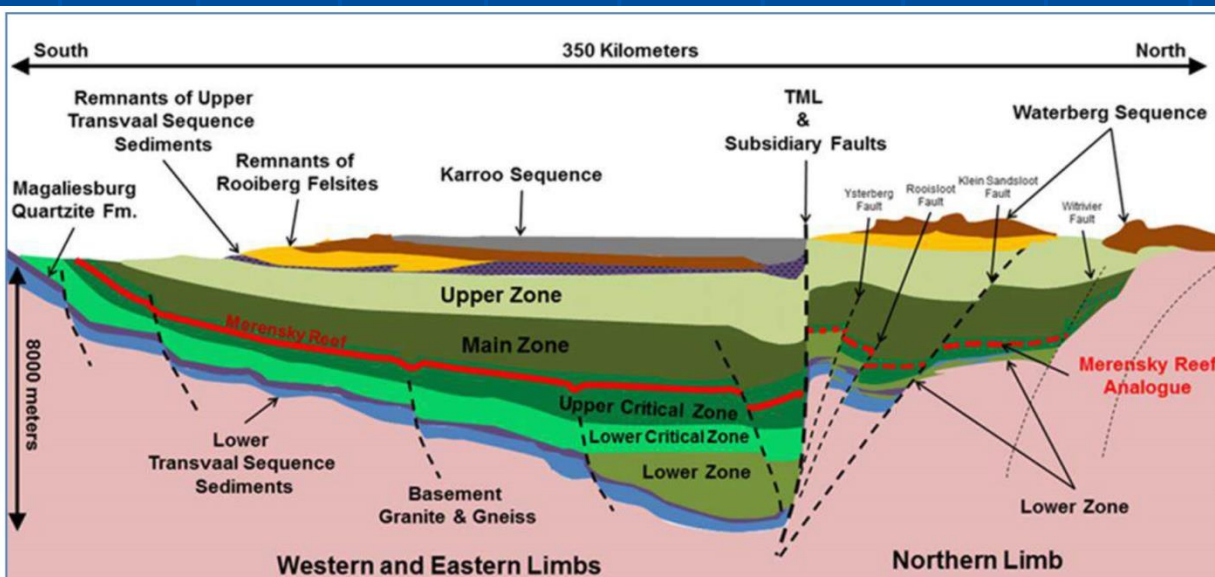 South
350 Kilometers
North
Remnants of Upper
Transvaal Sequence
Sediments
TML
&
Subsidiary Faults
Waterberg Sequence
Remnants of
Rooiberg Felsites
Karroo Sequence
Magaliesburg
Quartzite Fm.
Ysterberg
Fault
Rooisloot
Fault
Klein Sandsloot
Fault
Witrivier
Fault
Upper Zone
Merensky Reef
Main Zone
8000 meters
Merensky Reef
Analogue
Upper Critical Zone
Lower Critical Zone
Lower Zone
Lower
Transvaal Sequence
Sediments
Basement
Granite & Gneiss
Lower Zone
Western and Eastern Limbs
Northern Limb